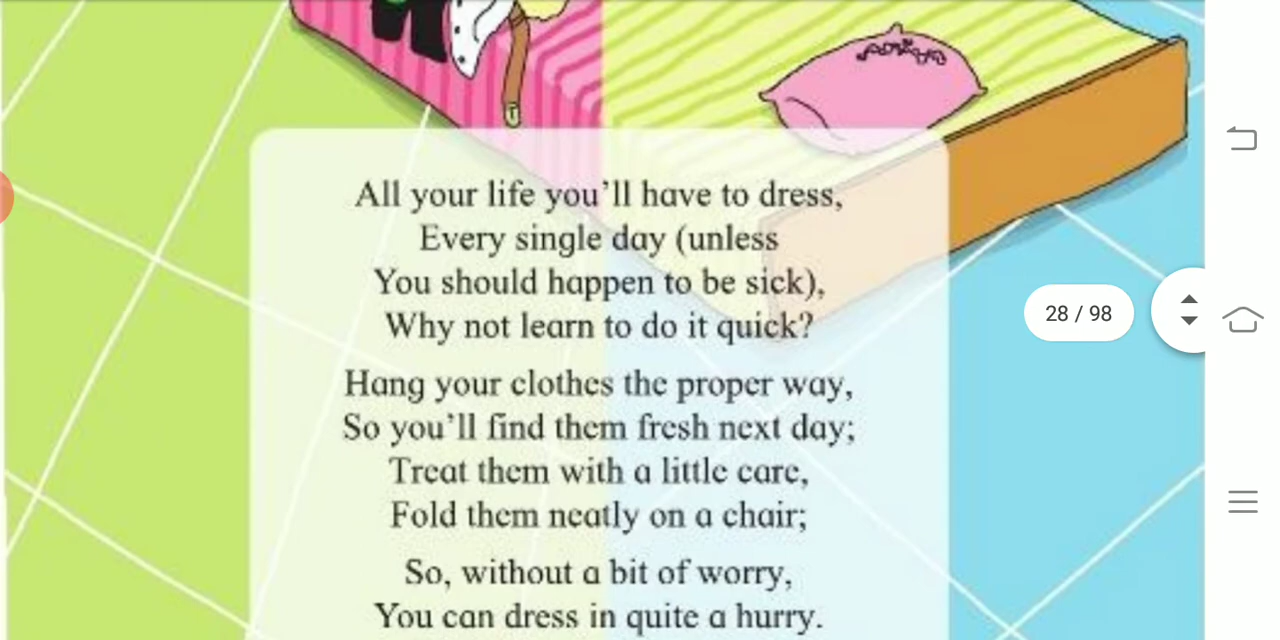 All your life you'll have to dress,
Every single day (unless
You should happen to be sick),
Why not learn to do it quick?
Hang your clothes the proper way,
So you'll find them fresh next day;
Treat them with a little care,
Fold them neatly on a chair;
So, without a bit of worry,
You can dress in quite a hurry.
28 / 98